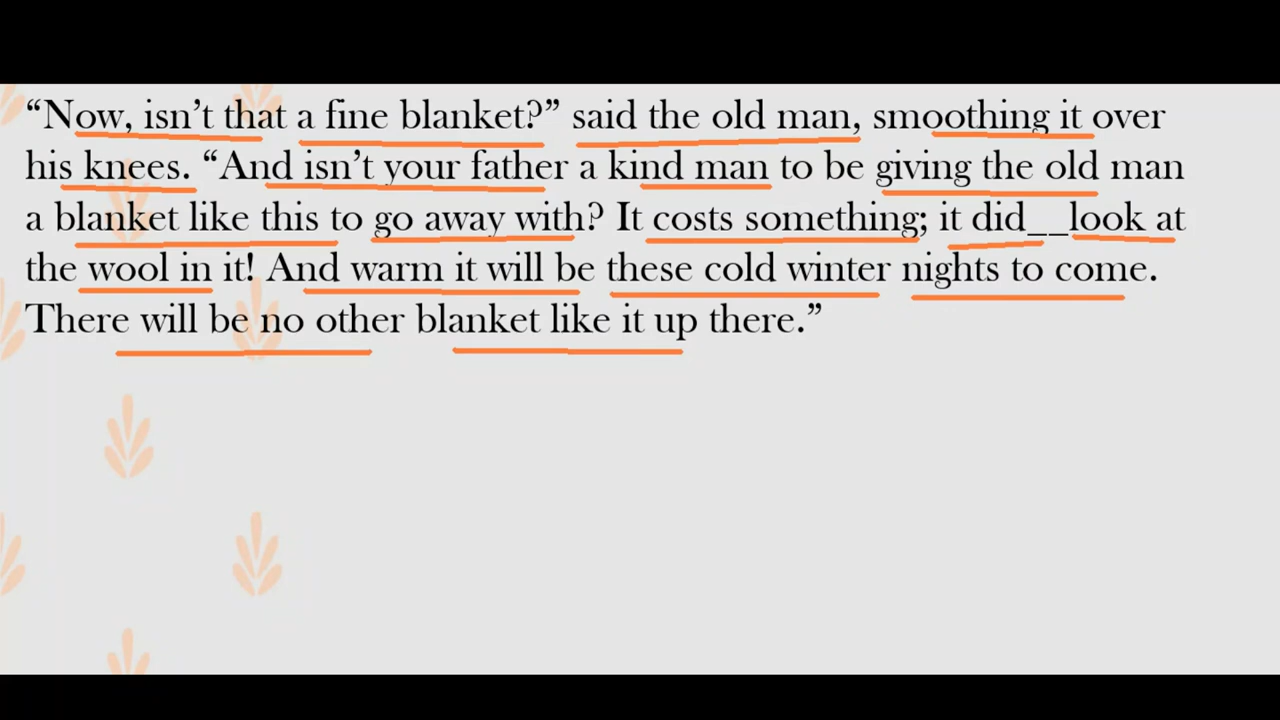 “Now, isn’t that a fine blanket?” said the old man, smoothing it over
his knees. “And isn’t your father a kind man to be giving the old man
a blanket like this to go away with? It costs something; it did__look at
the wool in it! And warm it will be these cold winter nights to come.
There will be no other blanket like it up there.”